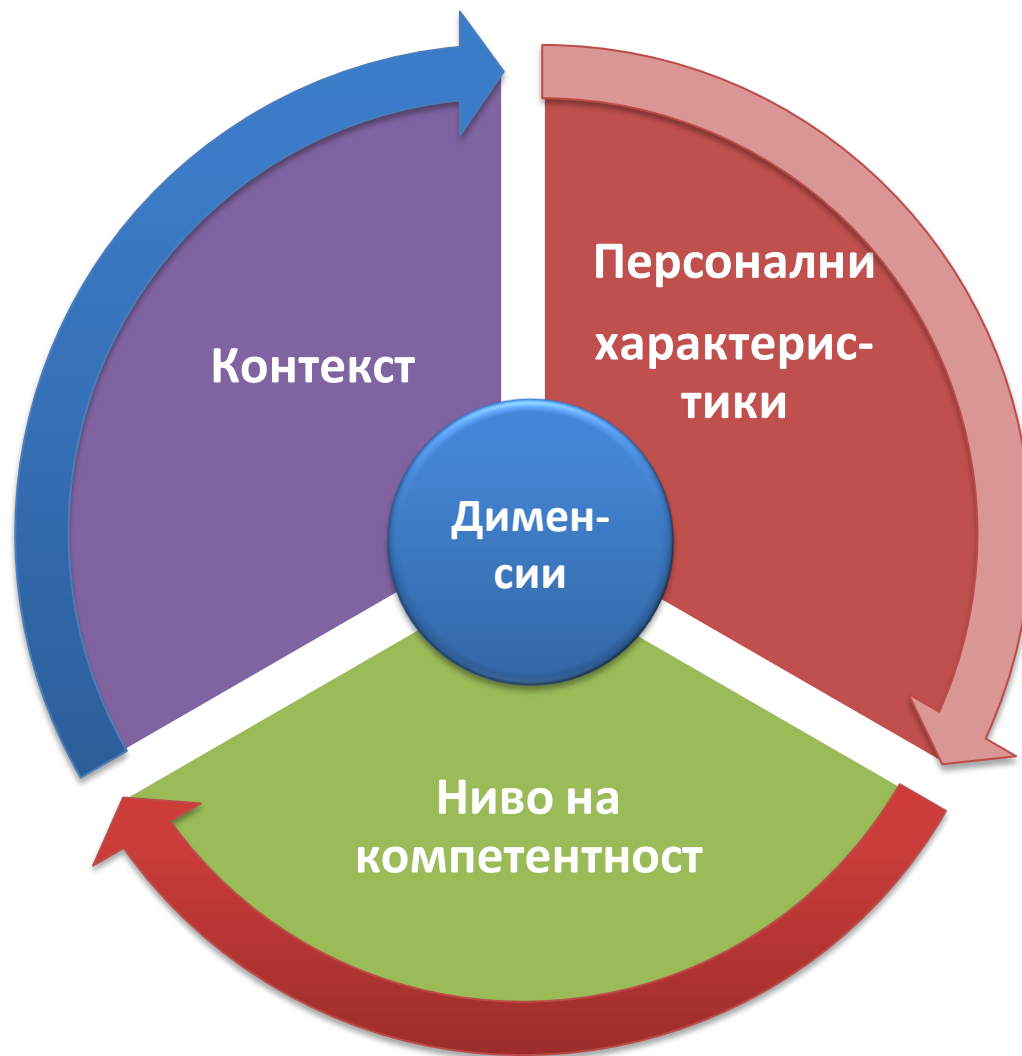 Персонални
характерис-
тики
Контекст
Димен-
сии
Ниво на
компетентност